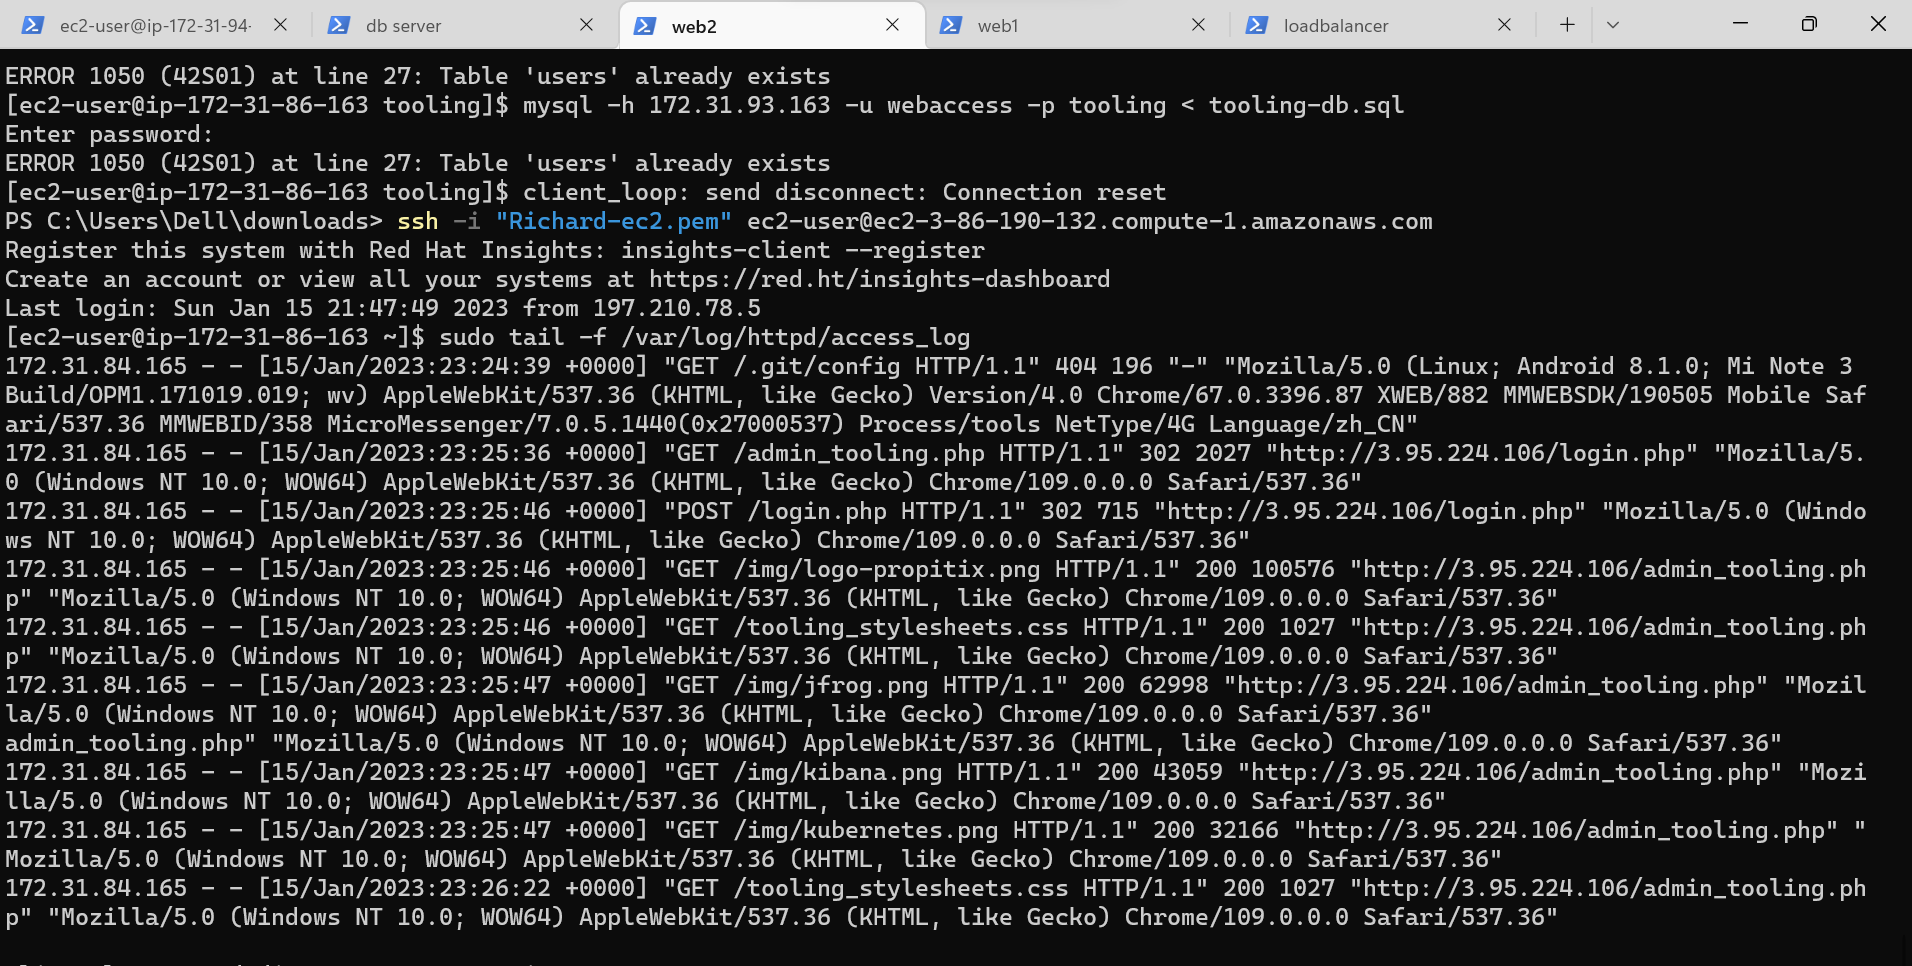 ec2-user@ip-172-31-94-
db server
web2
web1
loadbalancer
ERROR 1050 (42S01) at line 27: Table 'users' already exists
[ec2-user@ip-172-31-86-163 tooling]$ mysql -h 172.31.93.163 -u webaccess -p tooling < tooling-db.sql
Enter password:
ERROR 1050 (42S01) at line 27: Table 'users' already exists
[ec2-user@ip-172-31-86-163 tooling]$ client_loop: send disconnect: Connection reset
PS C:\Users\Dell\downloads> ssh -i "Richard-ec2.pem" ec2-user@ec2-3-86-190-132.compute-1.amazonaws.com
Register this system with Red Hat Insights: insights-client --register
Create an account or view all your systems at https://red.ht/insights-dashboard
Last login: Sun Jan 15 21:47:49 2023 from 197.210.78.5
[ec2-user@ip-172-31-86-163 ~]$ sudo tail -f /var/log/httpd/access_log
172.31.84.165 - - [15/Jan/2023:23:24:39 +0000] "GET /.git/config HTTP/1.1" 404 196 "-" "Mozilla/5.0 (Linux; Android 8.1.0; Mi Note 3
Build/OPM1.171019.019; wv) AppleWebKit/537.36 (KHTML, like Gecko) Version/4.0 Chrome/67.0.3396.87 XWEB/882 MMWEBSDK/190505 Mobile Saf
ari/537.36 MMWEBID/358 MicroMessenger/7.0.5.1440(0x27000537) Process/tools NetType/4G Language/zh_CN"
172.31.84.165 - - [15/Jan/2023:23:25:36 +0000] "GET /admin_tooling.php HTTP/1.1" 302 2027 "http://3.95.224.106/login.php" "Mozilla/5.
0 (Windows NT 10.0; WOW64) AppleWebKit/537.36 (KHTML, like Gecko) Chrome/109.0.0.0 Safari/537.36"
172.31.84.165 - - [15/Jan/2023:23:25:46 +0000] "POST /login.php HTTP/1.1" 302 715 "http://3.95.224.106/login.php" "Mozilla/5.0 (Windo
ws NT 10.0; WOW64) AppleWebKit/537.36 (KHTML, like Gecko) Chrome/109.0.0.0 Safari/537.36"
172.31.84.165 - - [15/Jan/2023:23:25:46 +0000] "GET /img/logo-propitix.png HTTP/1.1" 200 100576 "http://3.95.224.106/admin_tooling.ph
p" "Mozilla/5.0 (Windows NT 10.0; WOW64) AppleWebKit/537.36 (KHTML, like Gecko) Chrome/109.0.0.0 Safari/537.36"
172.31.84.165 - - [15/Jan/2023:23:25:46 +0000] "GET /tooling_stylesheets.css HTTP/1.1" 200 1027 "http://3.95.224.106/admin_tooling.ph
p" "Mozilla/5.0 (Windows NT 10.0; WOW64) AppleWebKit/537.36 (KHTML, like Gecko) Chrome/109.0.0.0 Safari/537.36"
172.31.84.165 - - [15/Jan/2023:23:25:47 +0000] "GET /img/jfrog.png HTTP/1.1" 200 62998 "http://3.95.224.106/admin_tooling.php" "Mozil
la/5.0 (Windows NT 10.0; WOW64) AppleWebKit/537.36 (KHTML, like Gecko) Chrome/109.0.0.0 Safari/537.36"
admin_tooling.php" "Mozilla/5.0 (Windows NT 10.0; WOW64) AppleWebKit/537.36 (KHTML, like Gecko) Chrome/109.0.0.0 Safari/537.36"
172.31.84.165 - - [15/Jan/2023:23:25:47 +0000] "GET /img/kibana.png HTTP/1.1" 200 43059 "http://3.95.224.106/admin_tooling.php" "Mozi
lla/5.0 (Windows NT 10.0; WOW64) AppleWebKit/537.36 (KHTML, like Gecko) Chrome/109.0.0.0 Safari/537.36"
172.31.84.165 - - [15/Jan/2023:23:25:47 +0000] "GET /img/kubernetes.png HTTP/1.1" 200 32166 "http://3.95.224.106/admin_tooling.php" "
Mozilla/5.0 (Windows NT 10.0; WOW64) AppleWebKit/537.36 (KHTML, like Gecko) Chrome/109.0.0.0 Safari/537.36"
172.31.84.165 - - [15/Jan/2023:23:26:22 +0000] "GET /tooling_stylesheets.css HTTP/1.1" 200 1027 "http://3.95.224.106/admin_tooling.ph
p" "Mozilla/5.0 (Windows NT 10.0; WOW64) AppleWebKit/537.36 (KHTML, like Gecko) Chrome/109.0.0.0 Safari/537.36"